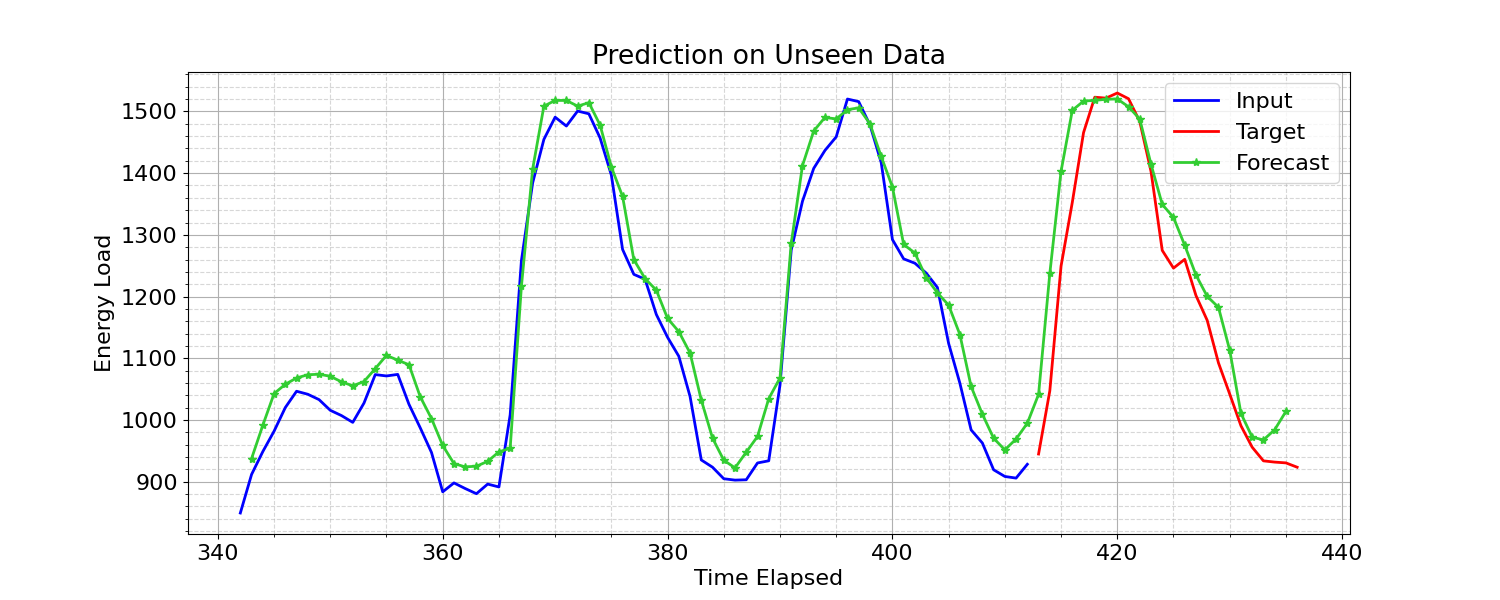 Prediction on Unseen Data
Energy Load
1500
1400
1300
1200
1100
1000
900
Input
Target
Forecast
340 360 380 400 420 440
Time Elapsed